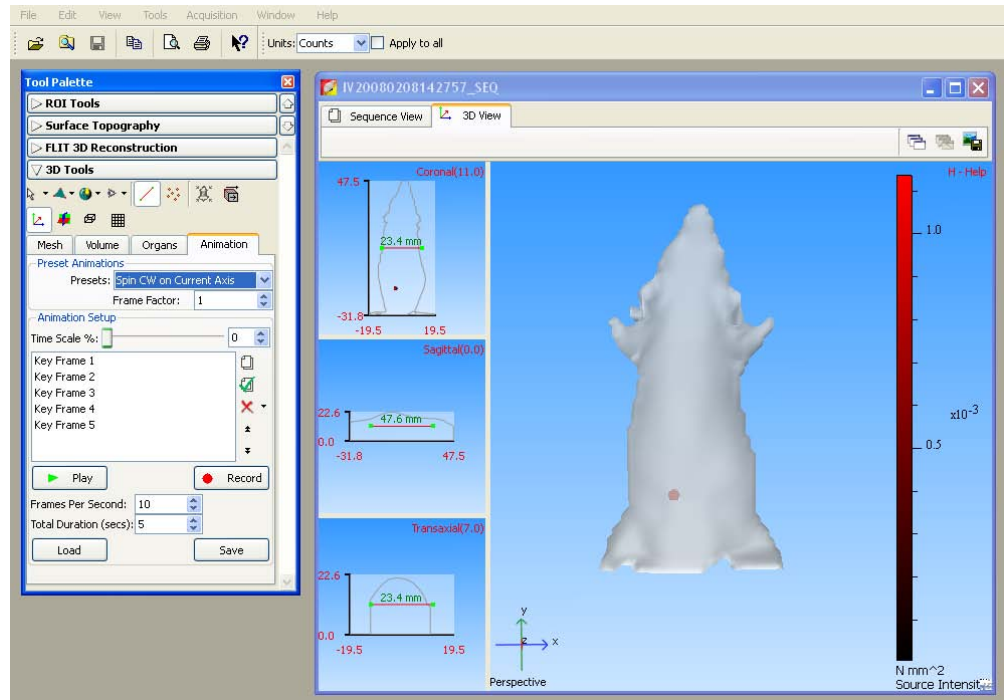 File Edit View Tools Acquisition Window Help
Units: Counts Apply to all
Tool Palette
ROI Tools
Surface Topography
FLIT 3D Reconstruction
3D Tools
Mesh Volume Organs Animation
Preset Animations
Presets: Spin CW on Current Axis
Frame Factor: 1
Animation Setup
Time Scale %: 0
Key Frame 1
Key Frame 2
Key Frame 3
Key Frame 4
Key Frame 5
Play Record
Frames Per Second: 10
Total Duration (secs): 5
Load Save
IV20080208142757_SEQ
Sequence View 3D View
Coronal(11.0)
47.5
23.4 mm
-31.8
-19.5 19.5
Sagittal(0.0)
22.6
47.6 mm
0.0
-31.8 47.5
Transaxial(7.0)
22.6
23.4 mm
0.0
-19.5 19.5
H - Help
1.0
x10-3
0.5
y
z x
Perspective
N mm^2
Source Intensit